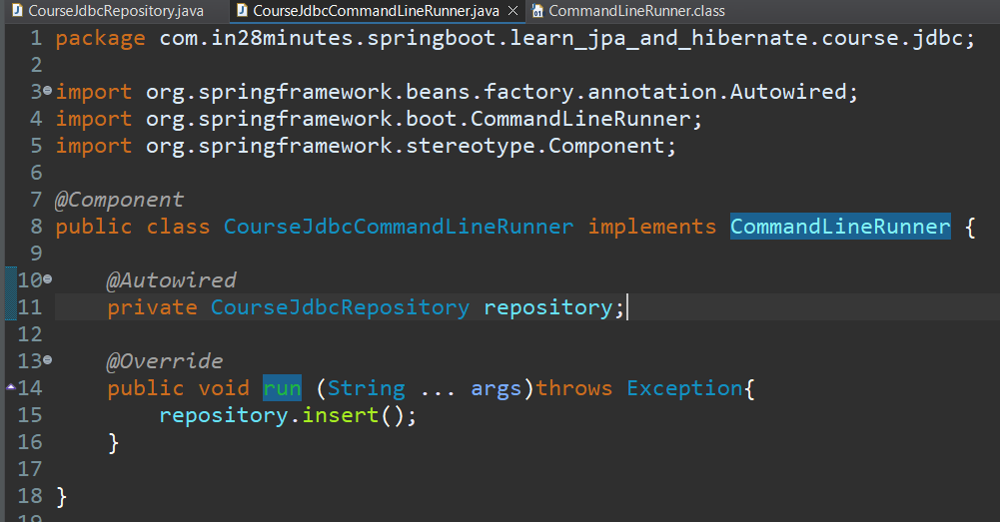 CourseJdbcRepository.java CourseJdbcCommandLineRunner.java CommandLineRunner.class
1 package com.in28minutes.springboot.learn_jpa_and_hibernate.course.jdbc;
2
3 import org.springframework.beans.factory.annotation.Autowired;
4 import org.springframework.boot.CommandLineRunner;
5 import org.springframework.stereotype.Component;
6
7 @Component
8 public class CourseJdbcCommandLineRunner implements CommandLineRunner {
9
10     @Autowired
11     private CourseJdbcRepository repository;
12
13     @Override
14     public void run (String ... args)throws Exception{
15         repository.insert();
16     }
17
18 }
19